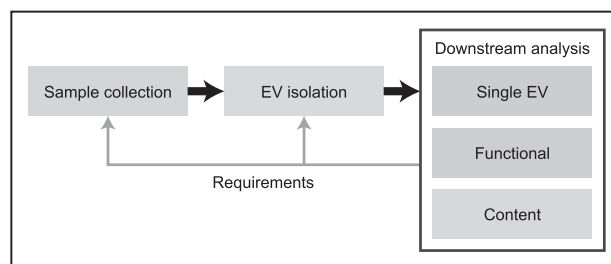 Downstream analysis
Sample collection
EV isolation
Single EV
Functional
Requirements
Content